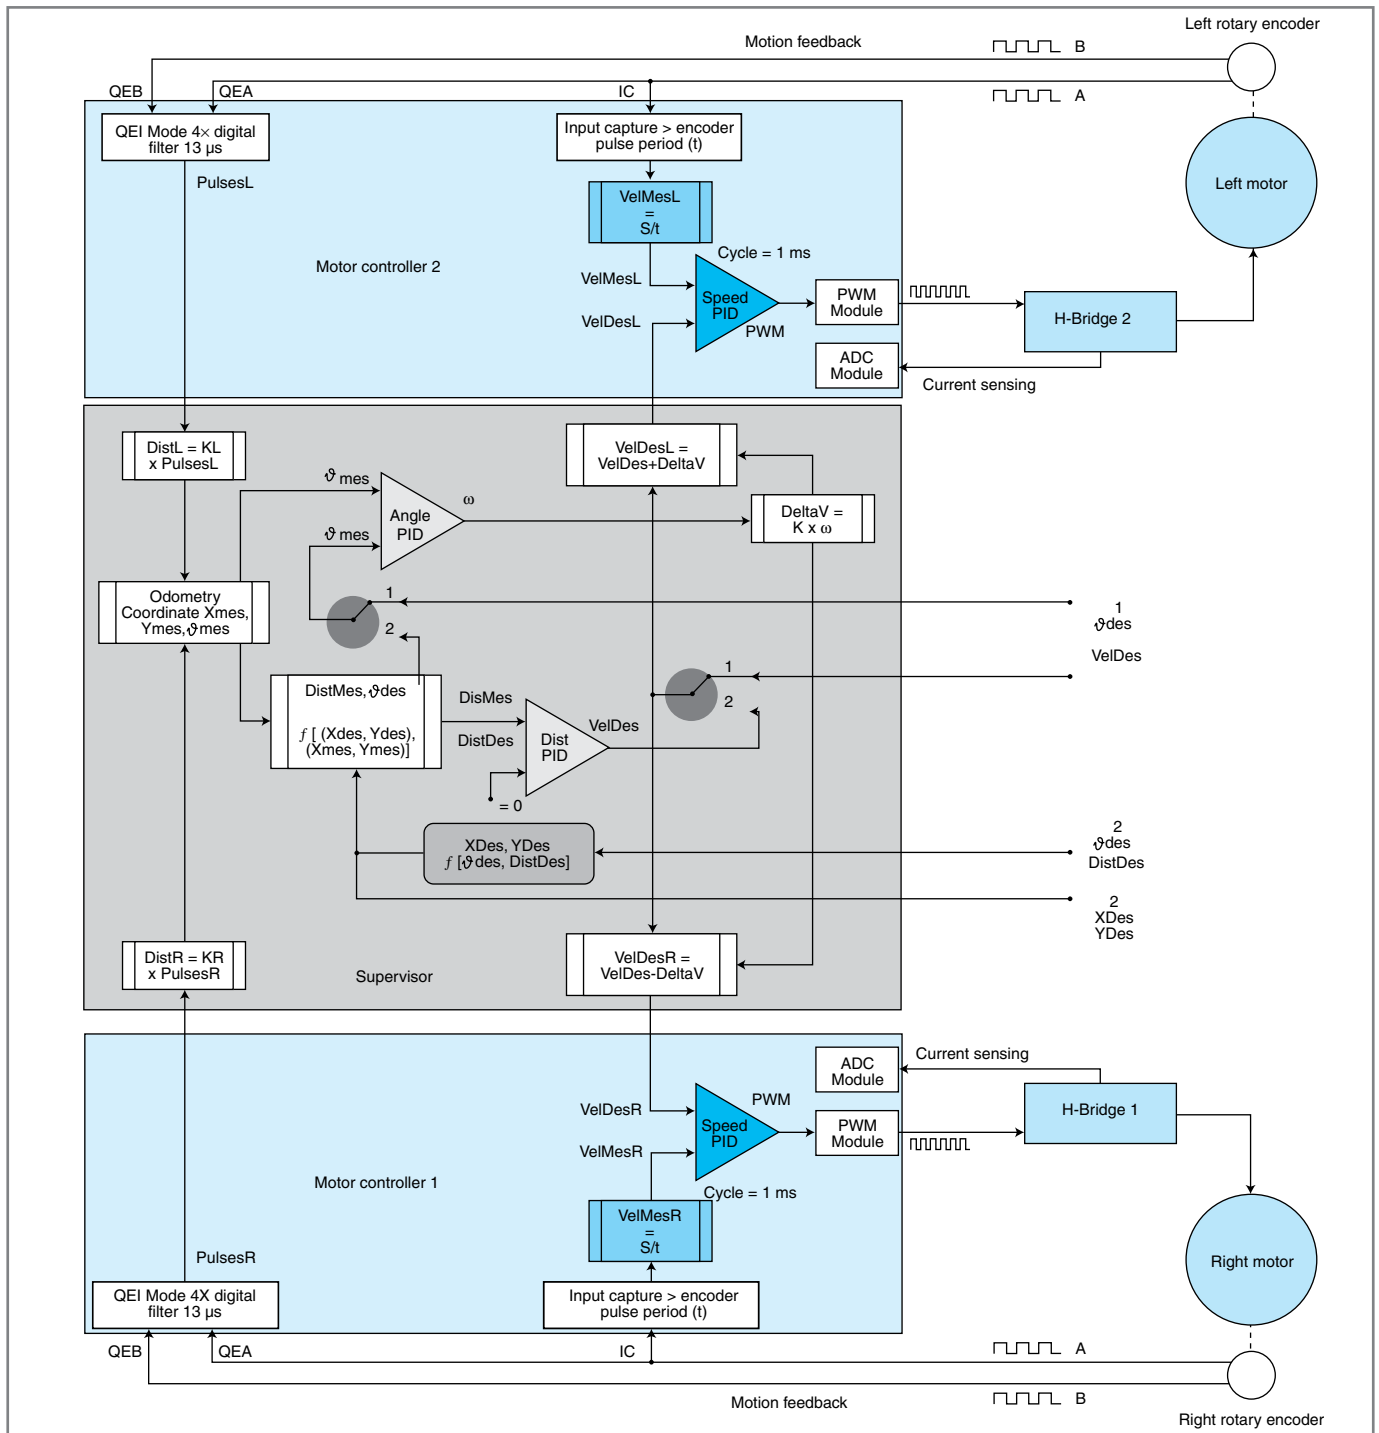 Left rotary encoder
Motion feedback
B
QEB
QEA
IC
A
QEI Mode 4× digital
filter 13 µs
Input capture > encoder
pulse period (t)
PulsesL
VelMesL
=
S/t
Left motor
Motor controller 2
Cycle = 1 ms
VelMesL
Speed
PID
VelDesL
PWM
PWM
Module
H-Bridge 2
ADC
Module
Current sensing
DistL = KL
x PulsesL
VelDesL =
VelDes+DeltaV
ϑmes
ω
Angle
PID
ϑmes
DeltaV =
K x ω
Odometry
Coordinate Xmes,
Ymes,ϑmes
1
2
1
ϑdes
VelDes
DistMes,ϑdes
f [ (Xdes, Ydes),
(Xmes, Ymes)]
DisMes
DistDes
Dist
PID
VelDes
1
2
= 0
XDes, YDes
f [ϑdes, DistDes]
2
ϑdes
DistDes
2
XDes
YDes
DistR = KR
x PulsesR
Supervisor
VelDesR =
VelDes-DeltaV
ADC
Module
Current sensing
VelDesR
PWM
Speed
PID
PWM
Module
H-Bridge 1
VelMesR
Motor controller 1
Cycle = 1 ms
VelMesR
=
S/t
PulsesR
Right motor
QEI Mode 4X digital
filter 13 µs
Input capture > encoder
pulse period (t)
QEB
QEA
IC
A
Motion feedback
B
Right rotary encoder